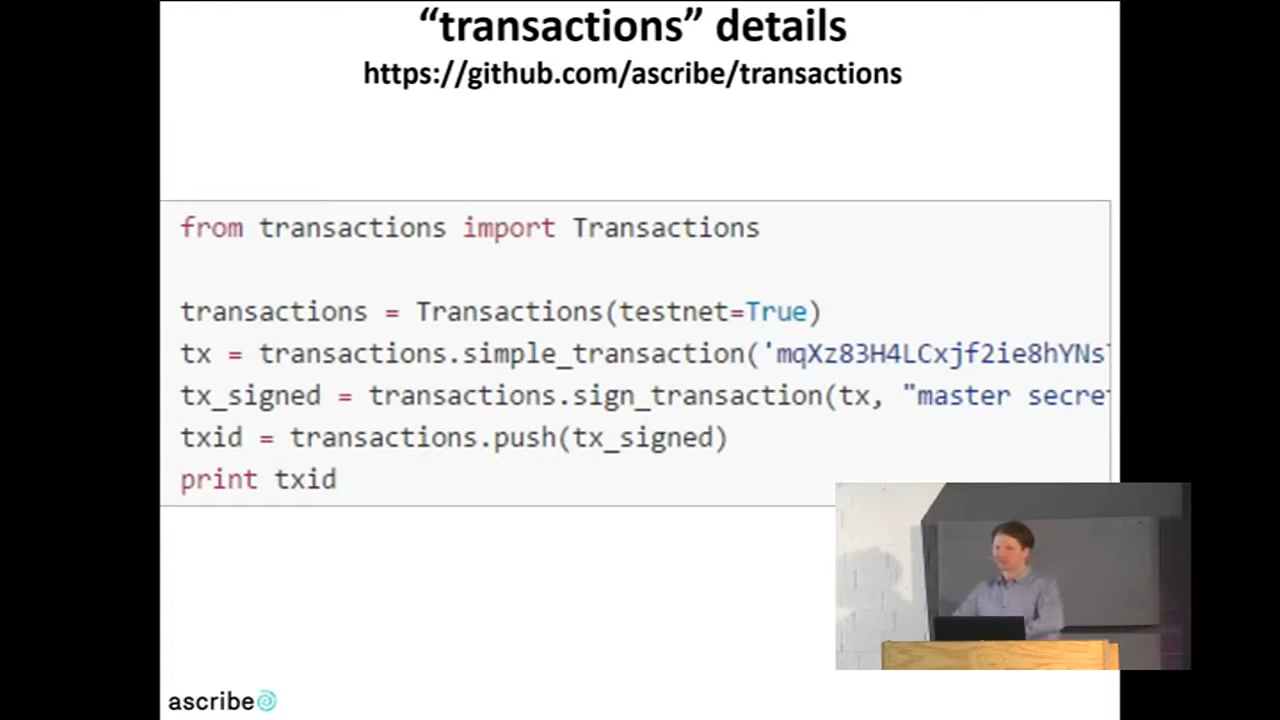 “transactions” details
https://github.com/ascribe/transactions
from transactions import Transactions
transactions = Transactions(testnet=True)
tx = transactions.simple_transaction('mqXz83H4LCxjf2ie8hYNs
tx_signed = transactions.sign_transaction(tx, "master secre
txid = transactions.push(tx_signed)
print txid
ascribe